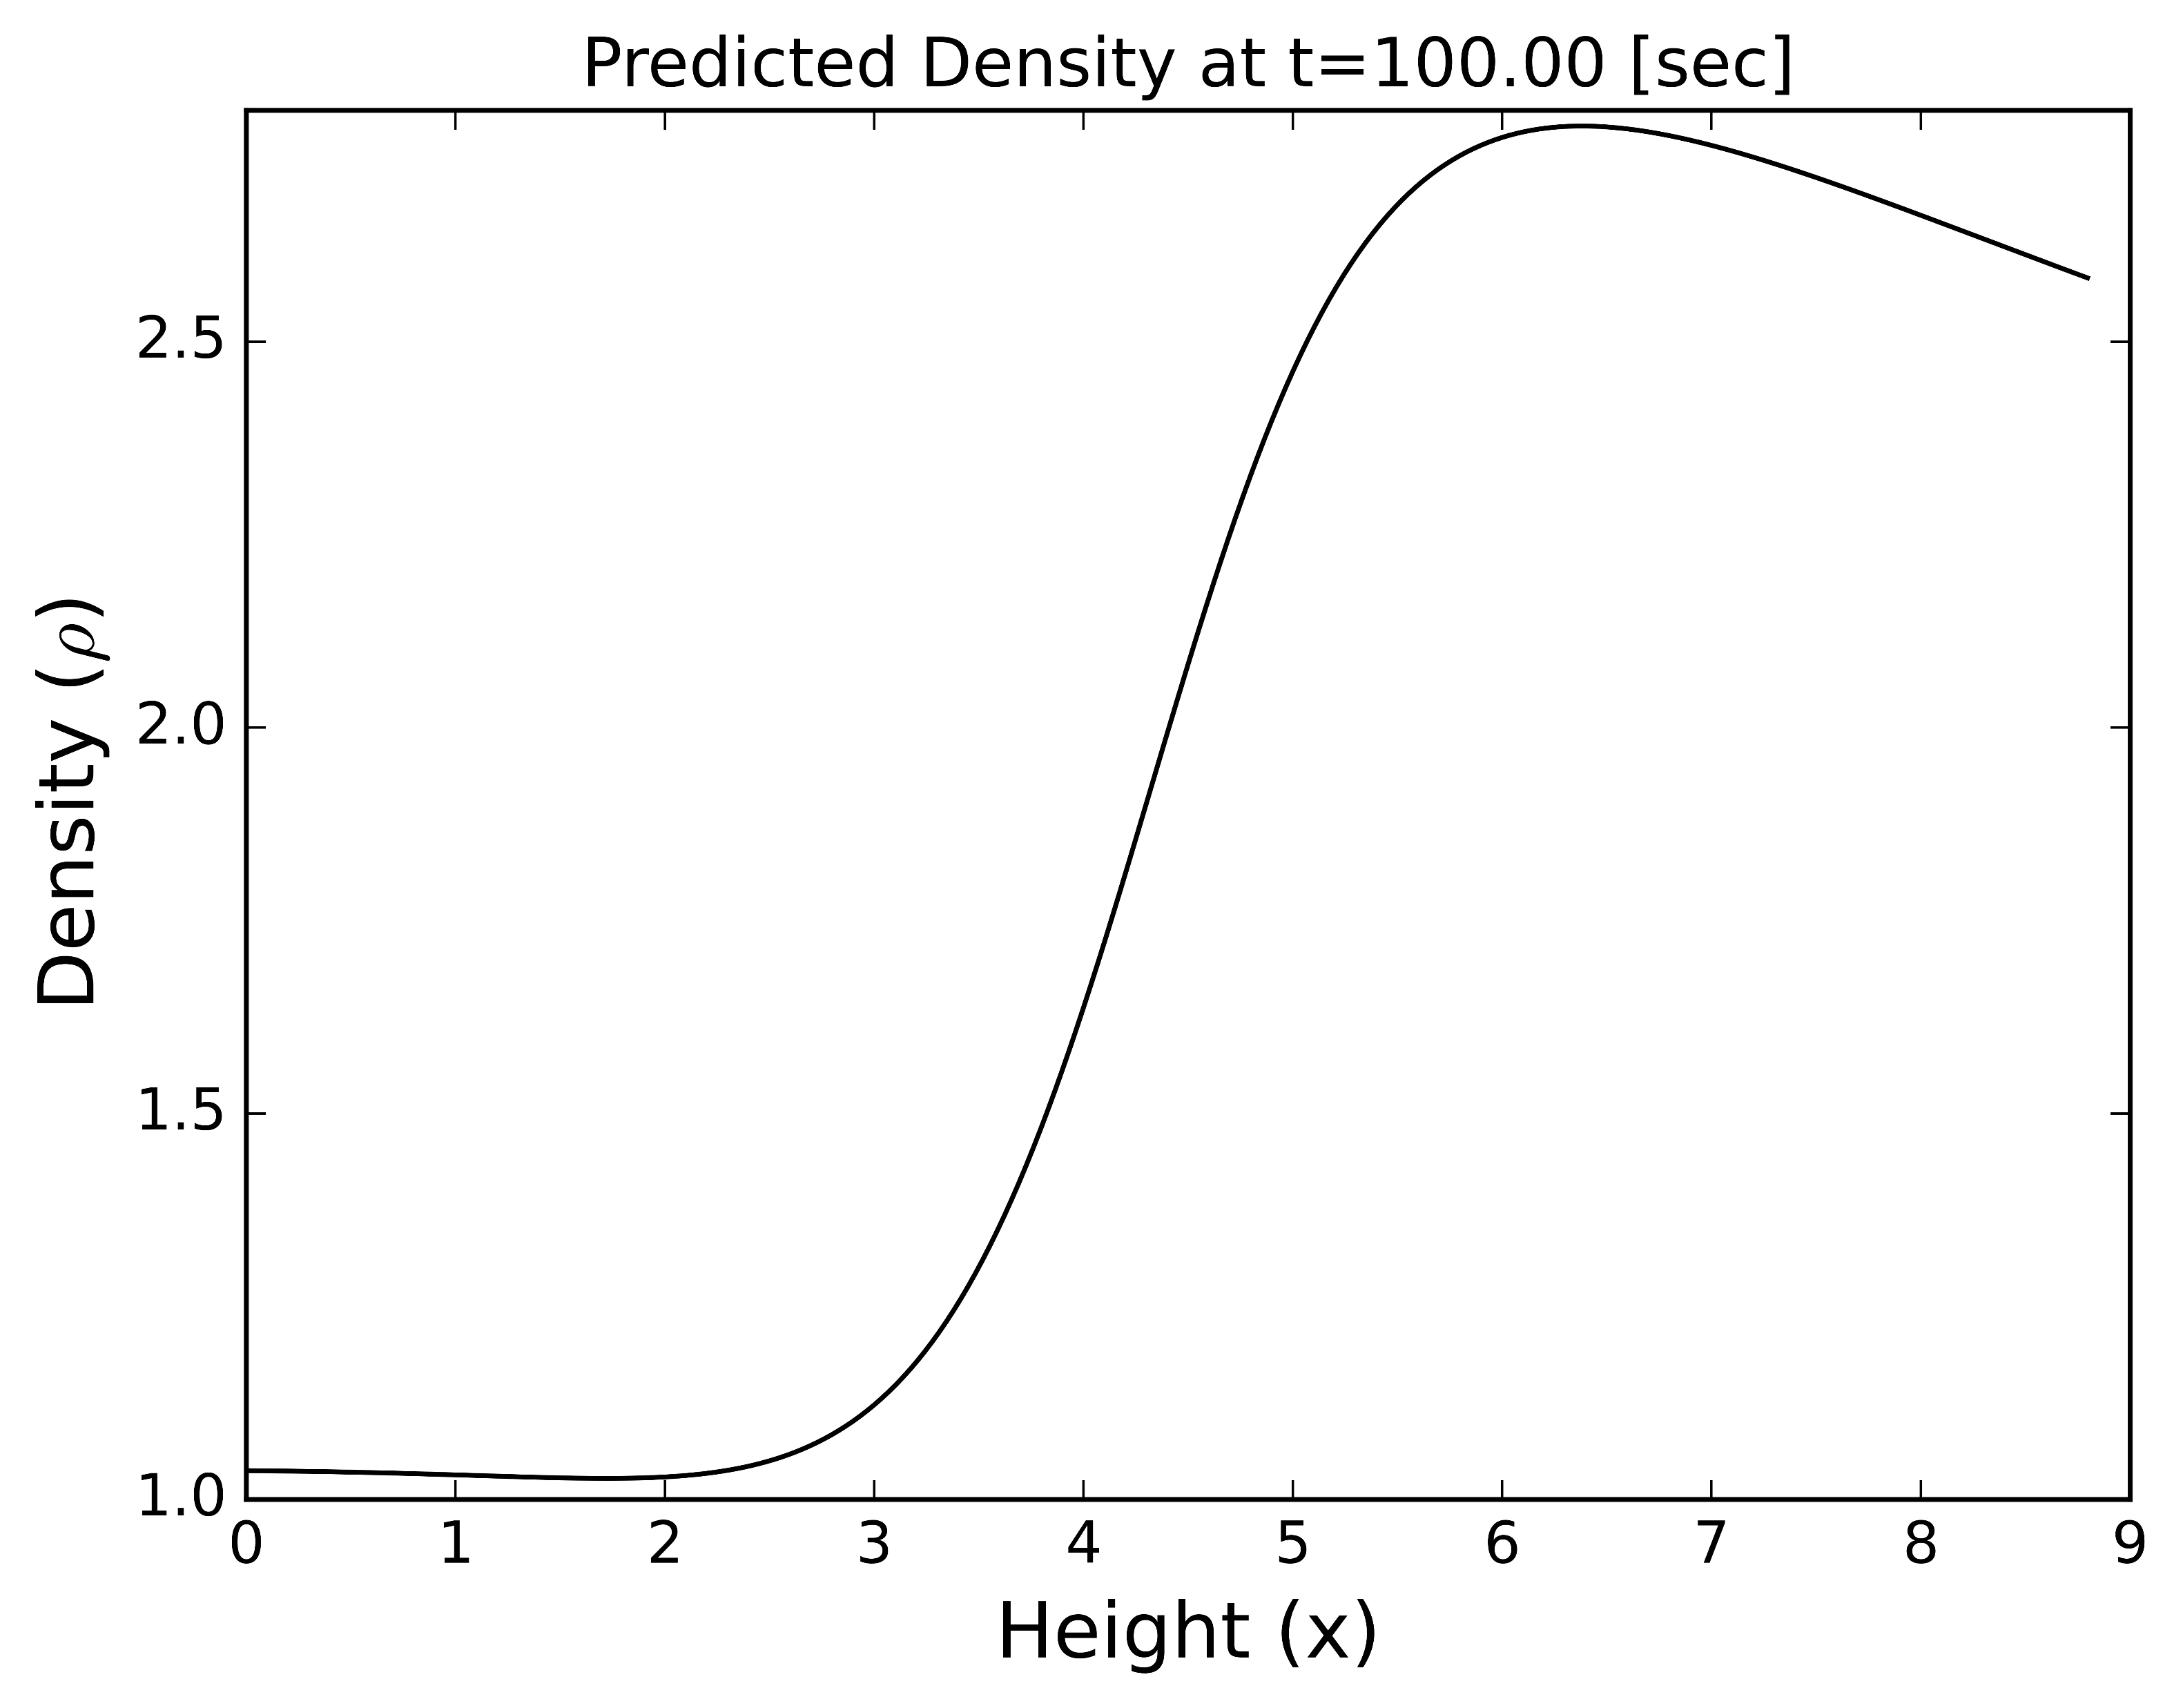 Predicted Density at t=100.00 [sec]
Density (ρ)
2.5
2.0
1.5
1.0
0 1 2 3 4 5 6 7 8 9
Height (x)